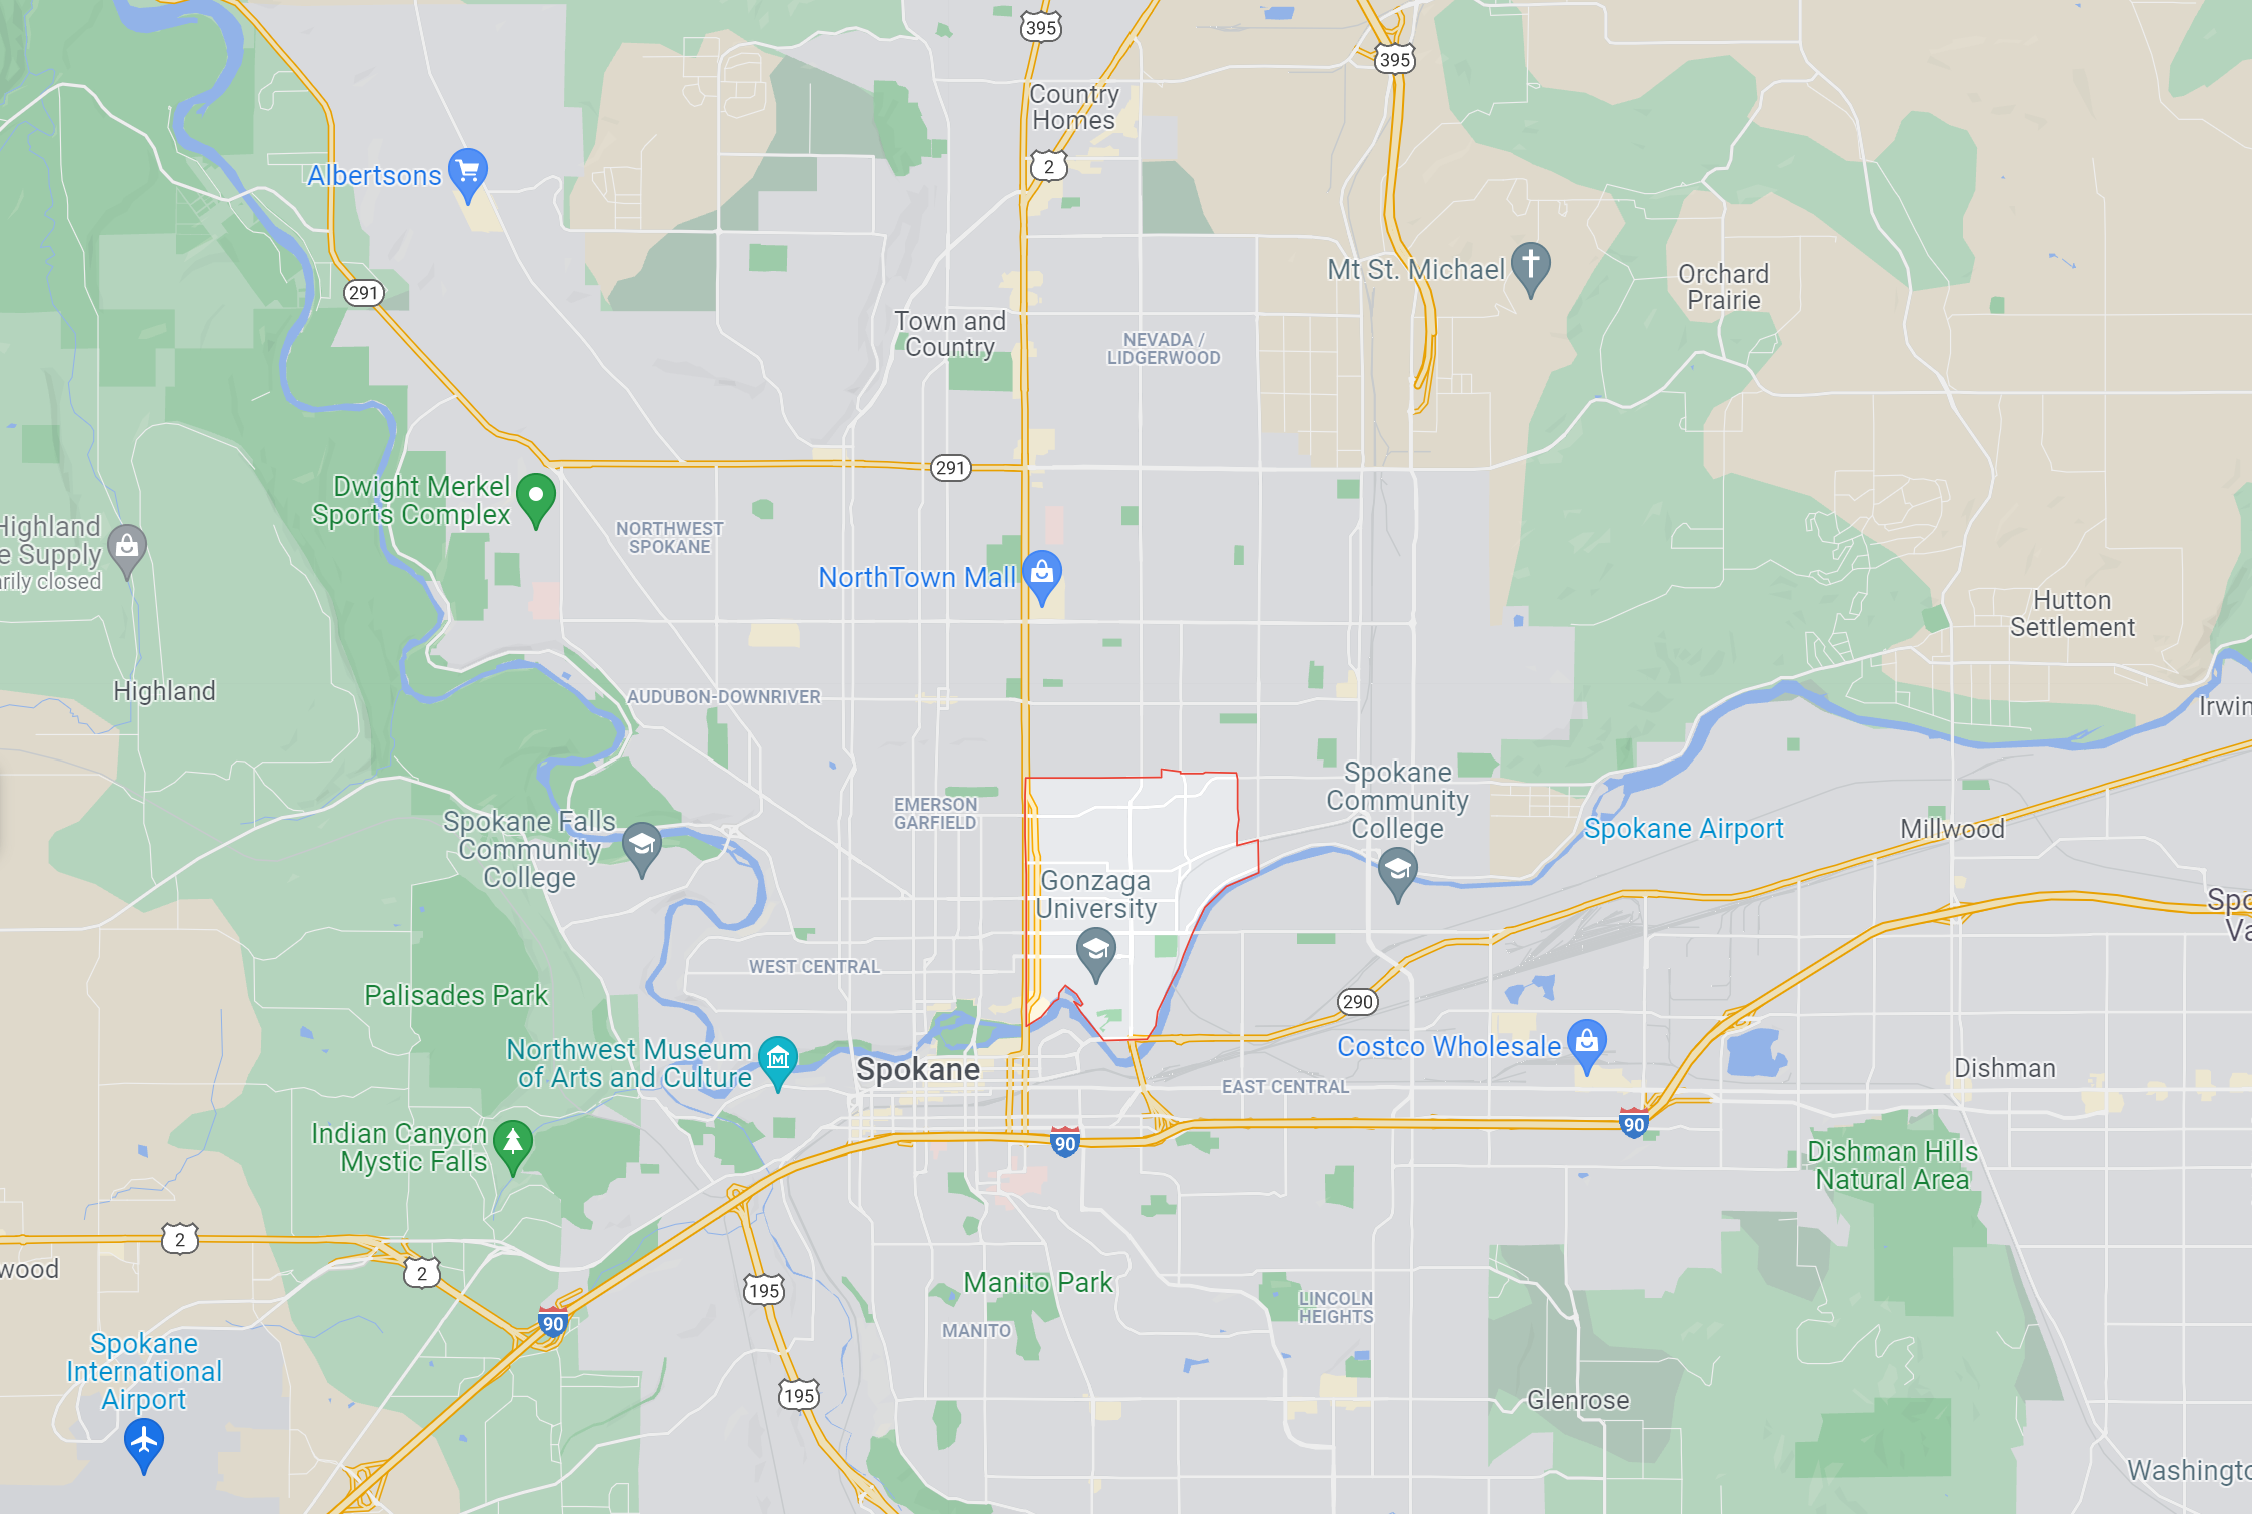 395
395
Country
Homes
2
Albertsons
291
Mt St. Michael
Orchard
Prairie
Town and
Country
NEVADA /
LIDGERWOOD
291
Dwight Merkel
Sports Complex
NORTHWEST
SPOKANE
Highland
e Supply
arily closed
NorthTown Mall
Hutton
Settlement
Highland
AUDUBON-DOWNRIVER
Irwin
EMERSON
GARFIELD
Spokane
Community
College
Spokane Airport
Millwood
Spokane Falls
Community
College
Gonzaga
University
Spo
Va
WEST CENTRAL
Palisades Park
290
Northwest Museum
of Arts and Culture
M
Spokane
Costco Wholesale
Dishman
EAST CENTRAL
90
90
Indian Canyon
Mystic Falls
Dishman Hills
Natural Area
2
2
wood
195
Manito Park
LINCOLN
HEIGHTS
90
MANITO
Spokane
International
Airport
195
Glenrose
Washingto